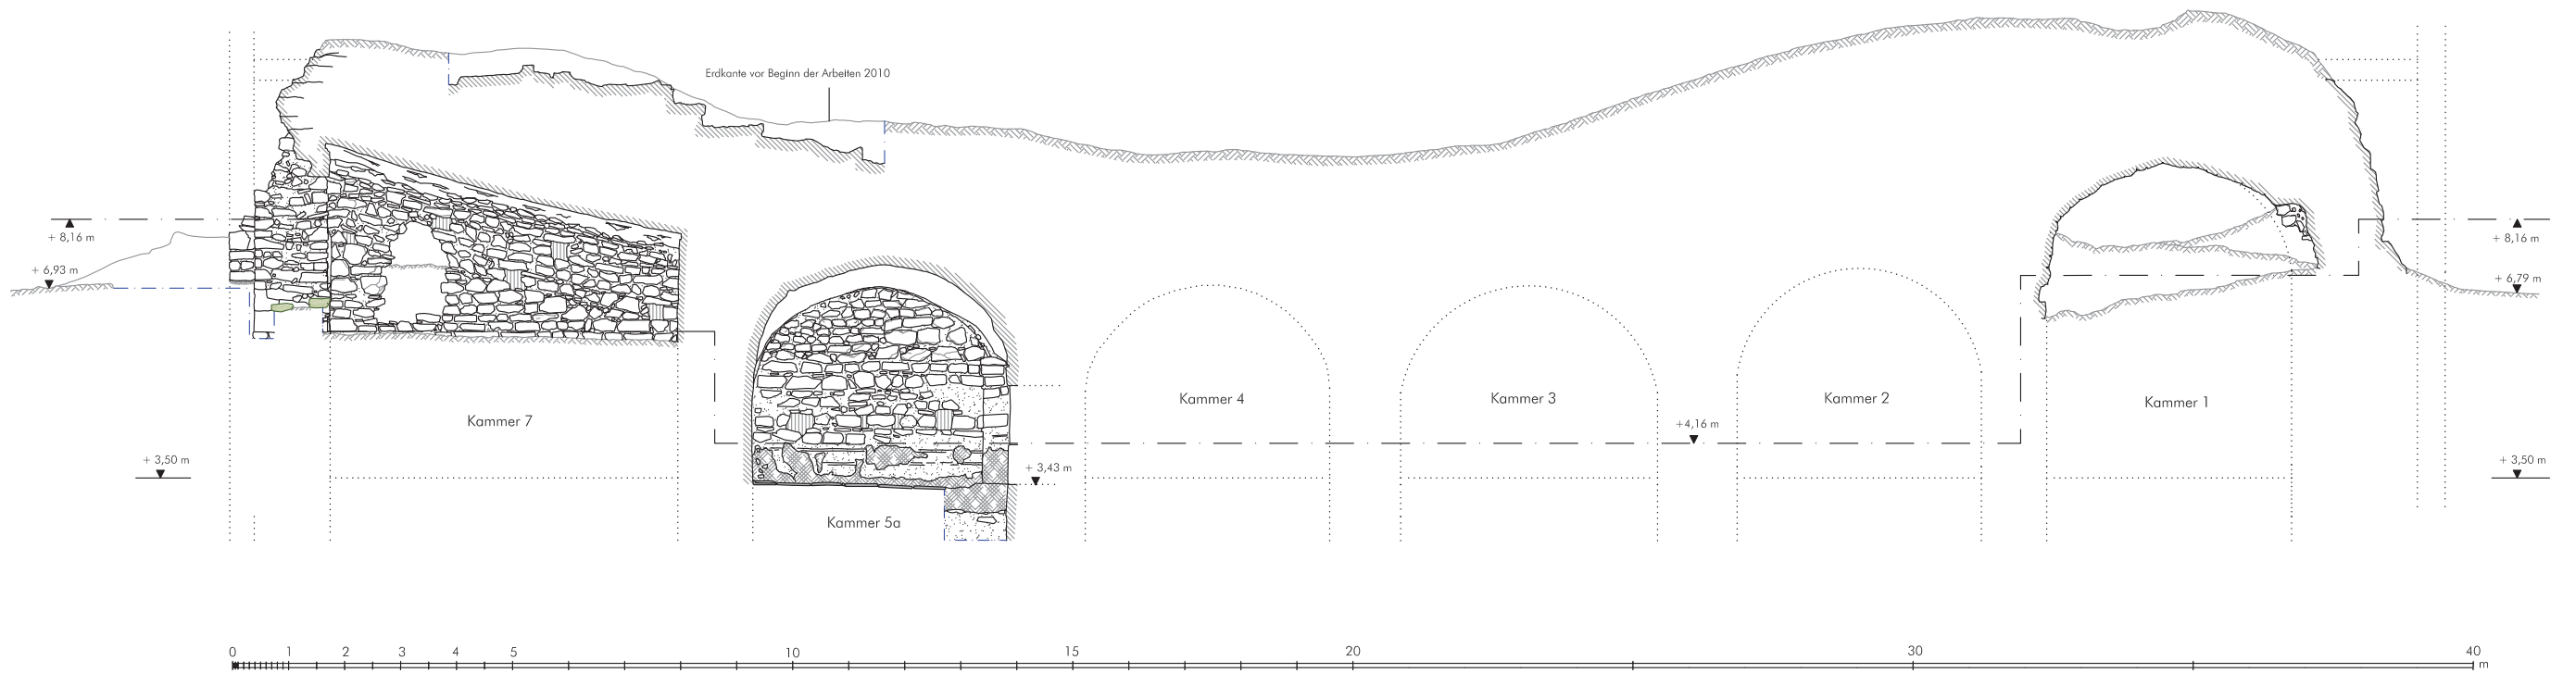 Erdkante vor Beginn der Arbeiten 2010
+ 8,16 m
+ 8,16 m
+ 6,93 m
+ 6,79 m
Kammer 4
Kammer 3
Kammer 2
Kammer 1
Kammer 7
+4,16 m
+ 3,50 m
+ 3,43 m
+ 3,50 m
Kammer 5a
0 1 2 3 4 5 10 15 20 30 40
m